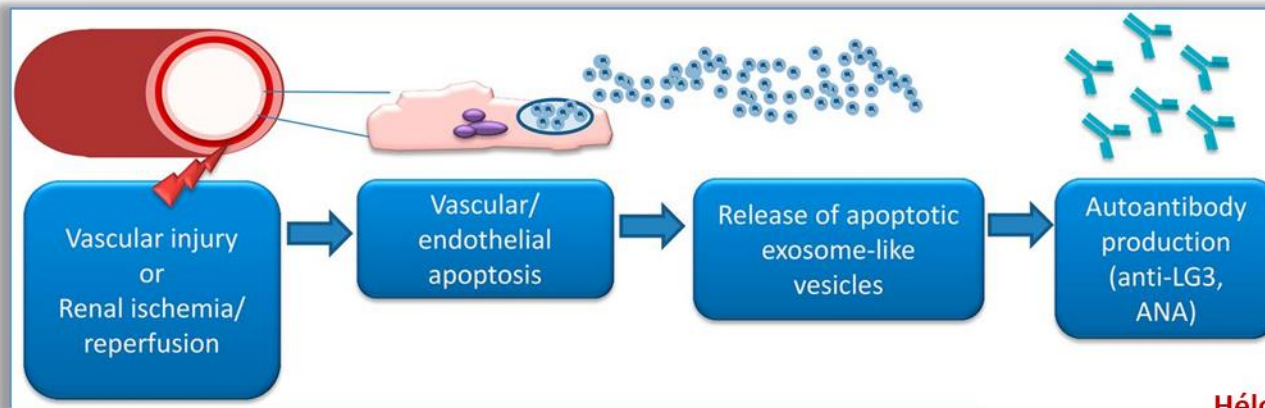 Vascular injury
or
Renal ischemia/
reperfusion
Vascular/
endothelial
apoptosis
Release of apoptotic
exosome-like
vesicles
Autoantibody
production
(anti-LG3,
ANA)